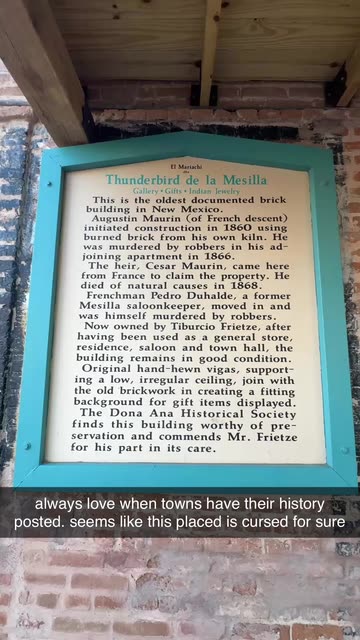 El Mariachi
dba
Thunderbird de la Mesilla
Gallery • Gifts • Indian Jewelry
This is the oldest documented brick
building in New Mexico.
Augustin Maurin (of French descent)
initiated construction in 1860 using
burned brick from his own kiln. He
was murdered by robbers in his ad-
joining apartment in 1866.
The heir, Cesar Maurin, came here
from France to claim the property. He
died of natural causes in 1868.
Frenchman Pedro Duhalde, a former
Mesilla saloonkeeper, moved in and
was himself murdered by robbers.
Now owned by Tiburcio Frietze, after
having been used as a general store,
residence, saloon and town hall, the
building remains in good condition.
Original hand-hewn vigas, support-
ing a low, irregular ceiling, join with
the old brickwork in creating a fitting
background for gift items displayed.
The Dona Ana Historical Society
finds this building worthy of pre-
servation and commends Mr. Frietze
for his part in its care.
always love when towns have their history
posted. seems like this placed is cursed for sure